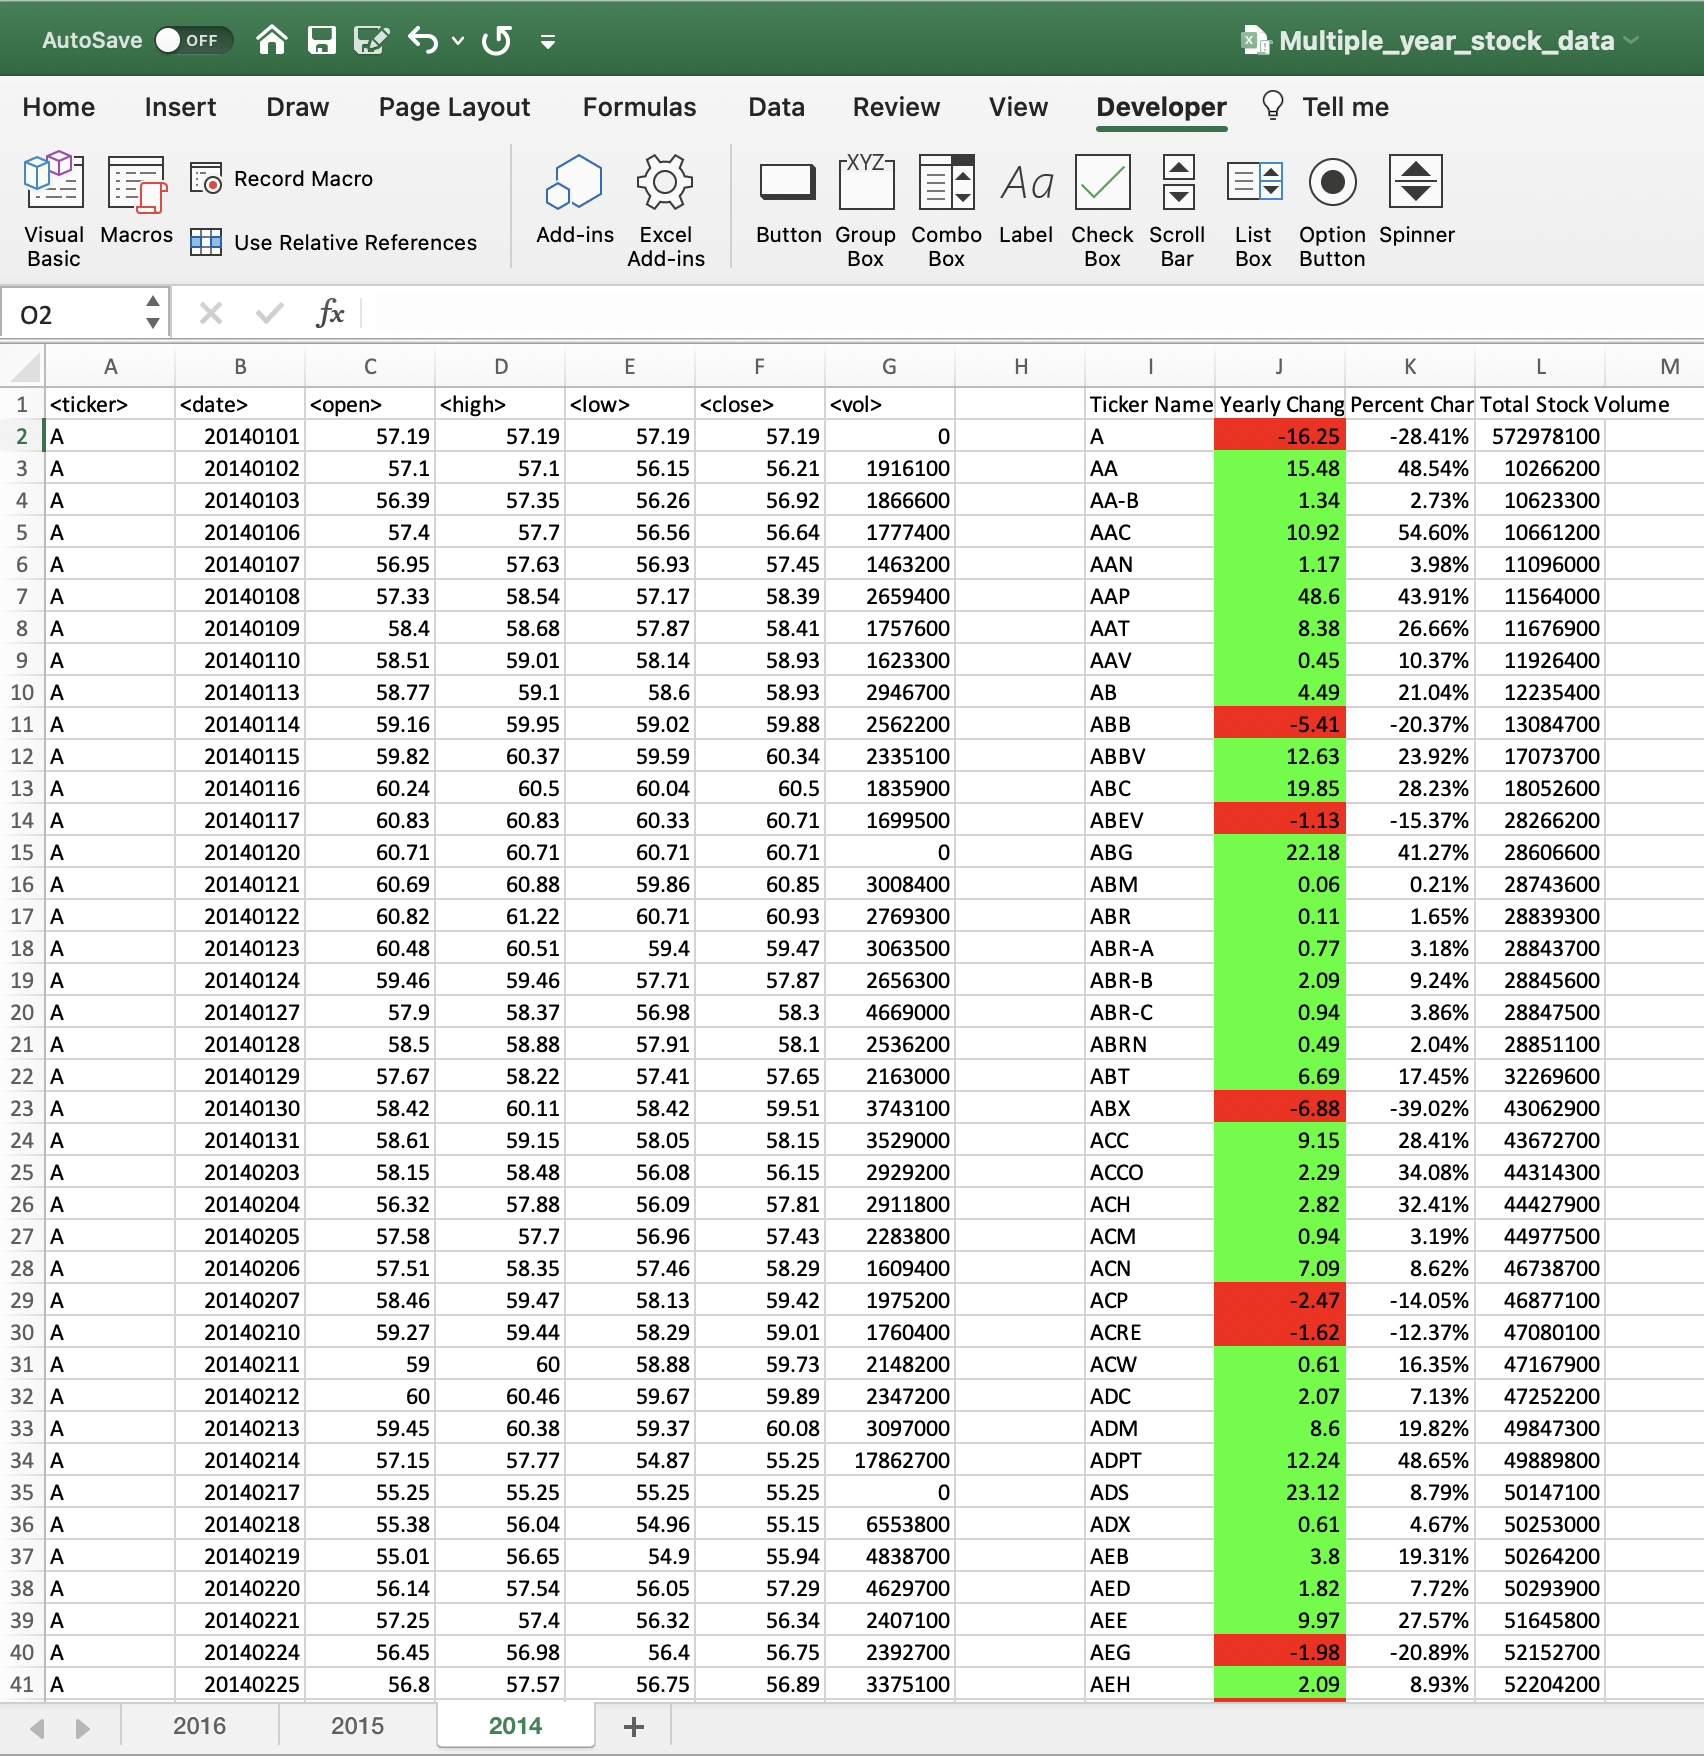 AutoSave OFF Multiple_year_stock_data
Home Insert Draw Page Layout Formulas Data Review View Developer Tell me
Visual Basic Macros Record Macro Use Relative References Add-ins Excel Add-ins Button Group Box Combo Box Label Check Box Scroll Bar List Box Option Button Spinner
XYZ Aa
O2 fx
A B C D E F G H I J K L M
1 <ticker> <date> <open> <high> <low> <close> <vol> Ticker Name Yearly Chang Percent Char Total Stock Volume
2 A 20140101 57.19 57.19 57.19 57.19 0 A -16.25 -28.41% 572978100
3 A 20140102 57.1 57.1 56.15 56.21 1916100 AA 15.48 48.54% 10266200
4 A 20140103 56.39 57.35 56.26 56.92 1866600 AA-B 1.34 2.73% 10623300
5 A 20140106 57.4 57.7 56.56 56.64 1777400 AAC 10.92 54.60% 10661200
6 A 20140107 56.95 57.63 56.93 57.45 1463200 AAN 1.17 3.98% 11096000
7 A 20140108 57.33 58.54 57.17 58.39 2659400 AAP 48.6 43.91% 11564000
8 A 20140109 58.4 58.68 57.87 58.41 1757600 AAT 8.38 26.66% 11676900
9 A 20140110 58.51 59.01 58.14 58.93 1623300 AAV 0.45 10.37% 11926400
10 A 20140113 58.77 59.1 58.6 58.93 2946700 AB 4.49 21.04% 12235400
11 A 20140114 59.16 59.95 59.02 59.88 2562200 ABB -5.41 -20.37% 13084700
12 A 20140115 59.82 60.37 59.59 60.34 2335100 ABBV 12.63 23.92% 17073700
13 A 20140116 60.24 60.5 60.04 60.5 1835900 ABC 19.85 28.23% 18052600
14 A 20140117 60.83 60.83 60.33 60.71 1699500 ABEV -1.13 -15.37% 28266200
15 A 20140120 60.71 60.71 60.71 60.71 0 ABG 22.18 41.27% 28606600
16 A 20140121 60.69 60.88 59.86 60.85 3008400 ABM 0.06 0.21% 28743600
17 A 20140122 60.82 61.22 60.71 60.93 2769300 ABR 0.11 1.65% 28839300
18 A 20140123 60.48 60.51 59.4 59.47 3063500 ABR-A 0.77 3.18% 28843700
19 A 20140124 59.46 59.46 57.71 57.87 2656300 ABR-B 2.09 9.24% 28845600
20 A 20140127 57.9 58.37 56.98 58.3 4669000 ABR-C 0.94 3.86% 28847500
21 A 20140128 58.5 58.88 57.91 58.1 2536200 ABRN 0.49 2.04% 28851100
22 A 20140129 57.67 58.22 57.41 57.65 2163000 ABT 6.69 17.45% 32269600
23 A 20140130 58.42 60.11 58.42 59.51 3743100 ABX -6.88 -39.02% 43062900
24 A 20140131 58.61 59.15 58.05 58.15 3529000 ACC 9.15 28.41% 43672700
25 A 20140203 58.15 58.48 56.08 56.15 2929200 ACCO 2.29 34.08% 44314300
26 A 20140204 56.32 57.88 56.09 57.81 2911800 ACH 2.82 32.41% 44427900
27 A 20140205 57.58 57.7 56.96 57.43 2283800 ACM 0.94 3.19% 44977500
28 A 20140206 57.51 58.35 57.46 58.29 1609400 ACN 7.09 8.62% 46738700
29 A 20140207 58.46 59.47 58.13 59.42 1975200 ACP -2.47 -14.05% 46877100
30 A 20140210 59.27 59.44 58.29 59.01 1760400 ACRE -1.62 -12.37% 47080100
31 A 20140211 59 60 58.88 59.73 2148200 ACW 0.61 16.35% 47167900
32 A 20140212 60 60.46 59.67 59.89 2347200 ADC 2.07 7.13% 47252200
33 A 20140213 59.45 60.38 59.37 60.08 3097000 ADM 8.6 19.82% 49847300
34 A 20140214 57.15 57.77 54.87 55.25 17862700 ADPT 12.24 48.65% 49889800
35 A 20140217 55.25 55.25 55.25 55.25 0 ADS 23.12 8.79% 50147100
36 A 20140218 55.38 56.04 54.96 55.15 6553800 ADX 0.61 4.67% 50253000
37 A 20140219 55.01 56.65 54.9 55.94 4838700 AEB 3.8 19.31% 50264200
38 A 20140220 56.14 57.54 56.05 57.29 4629700 AED 1.82 7.72% 50293900
39 A 20140221 57.25 57.4 56.32 56.34 2407100 AEE 9.97 27.57% 51645800
40 A 20140224 56.45 56.98 56.4 56.75 2392700 AEG -1.98 -20.89% 52152700
41 A 20140225 56.8 57.57 56.75 56.89 3375100 AEH 2.09 8.93% 52204200
2016 2015 2014 +